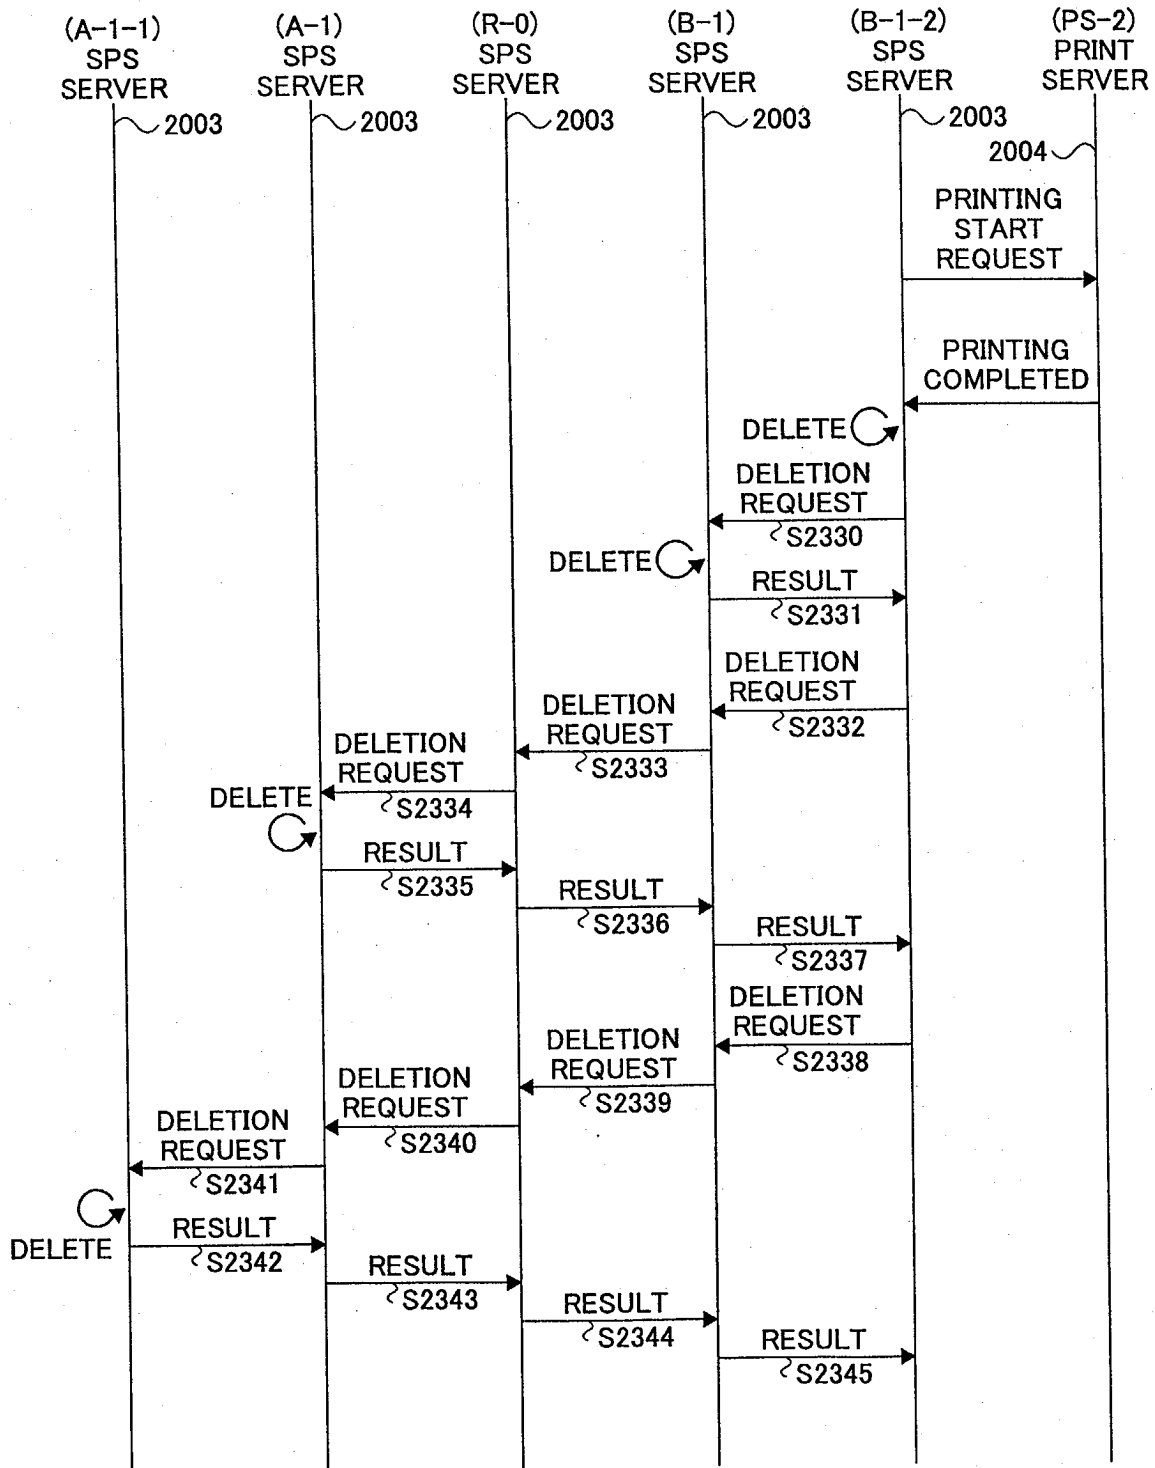 (A-1-1)
SPS
SERVER
(A-1)
SPS
SERVER
(R-0)
SPS
SERVER
(B-1)
SPS
SERVER
(B-1-2)
SPS
SERVER
(PS-2)
PRINT
SERVER
2003
2003
2003
2003
2003
2004
PRINTING
START
REQUEST
PRINTING
COMPLETED
DELETE
DELETION
REQUEST
S2330
DELETE
RESULT
S2331
DELETION
REQUEST
S2332
DELETION
REQUEST
S2333
DELETION
REQUEST
S2334
DELETE
RESULT
S2335
RESULT
S2336
RESULT
S2337
DELETION
REQUEST
S2338
DELETION
REQUEST
S2339
DELETION
REQUEST
S2340
DELETION
REQUEST
S2341
DELETE
RESULT
S2342
RESULT
S2343
RESULT
S2344
RESULT
S2345